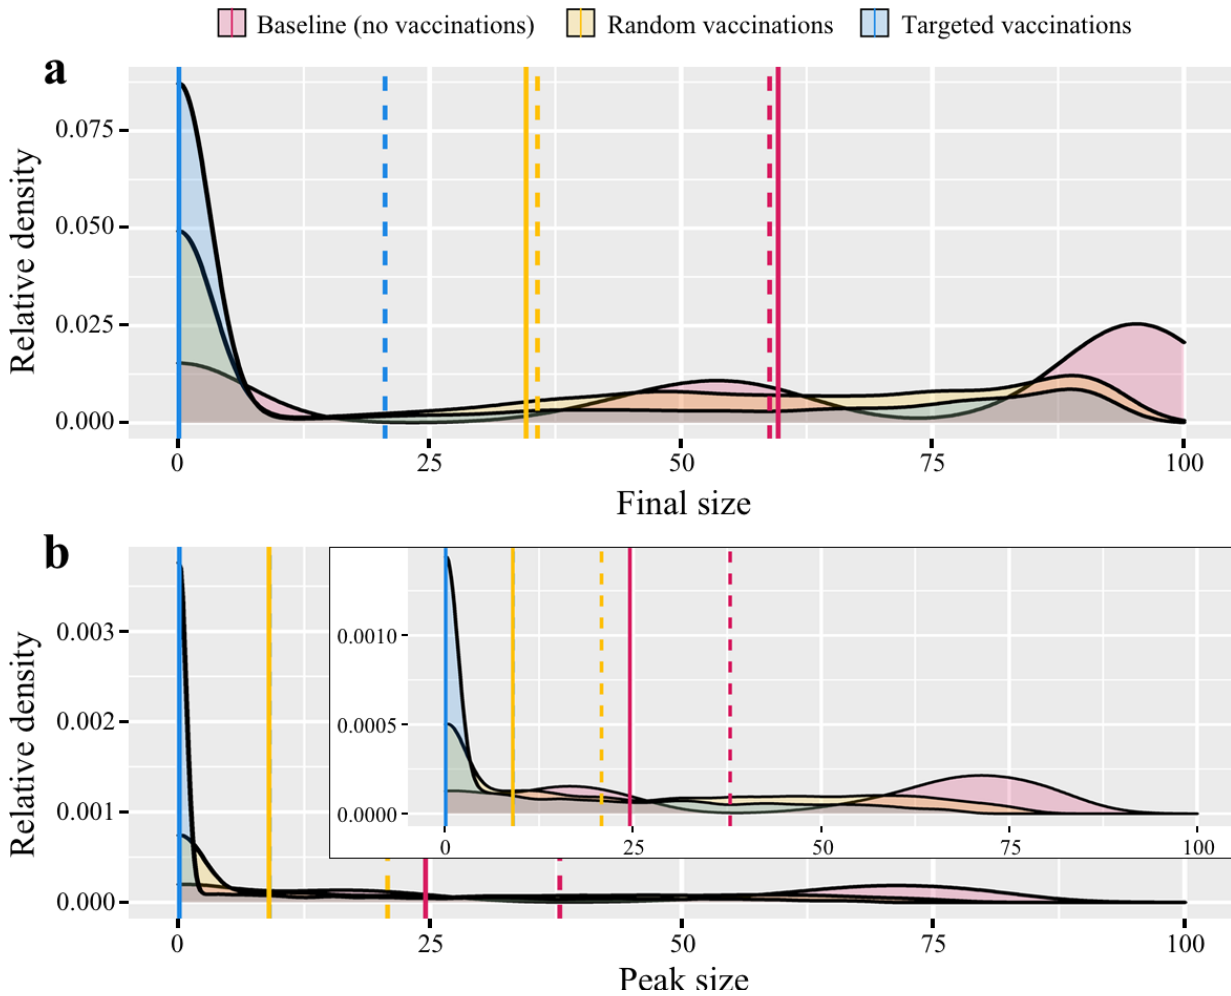 Baseline (no vaccinations) Random vaccinations Targeted vaccinations
a
Relative density
0.075
0.050
0.025
0.000
0 25 50 75 100
Final size
b
Relative density
0.003
0.002
0.001
0.000
0.0010
0.0005
0.0000
0 25 50 75 100
0 25 50 75 100
Peak size